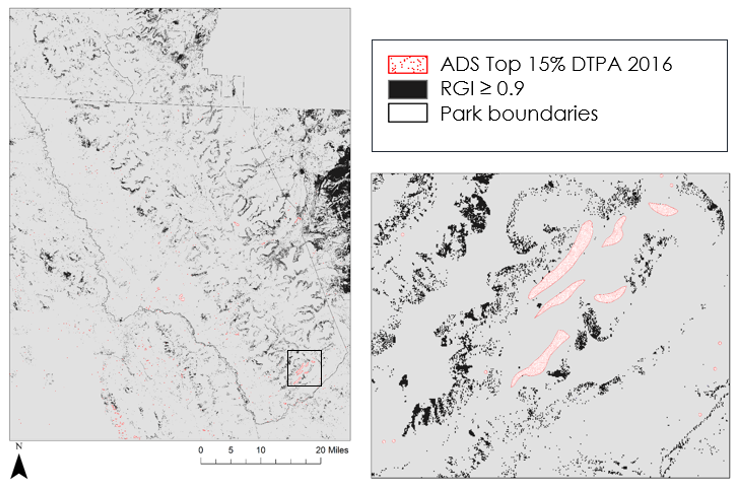 ADS Top 15% DTPA 2016
RGI ≥ 0.9
Park boundaries
N
0 5 10 20 Miles